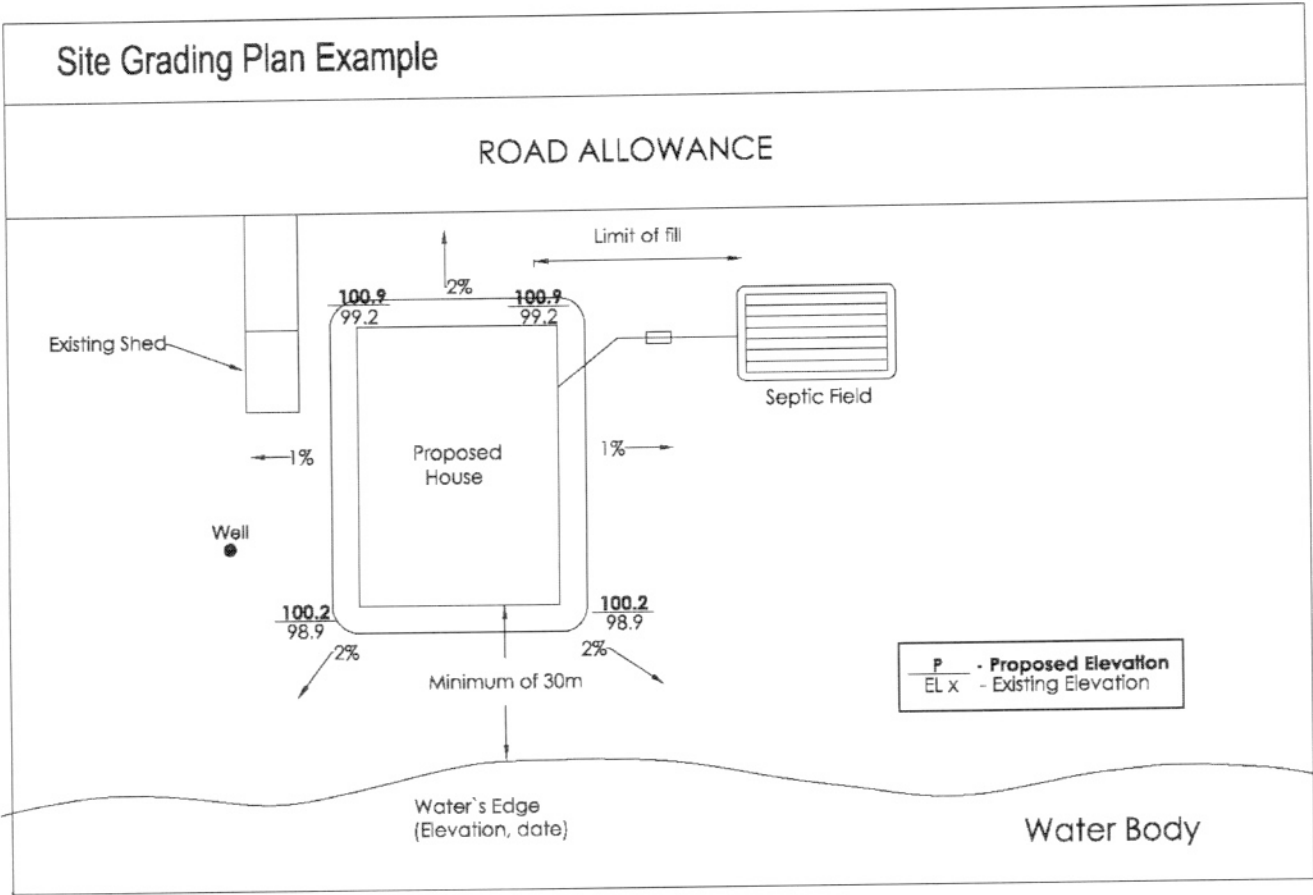 Site Grading Plan Example
ROAD ALLOWANCE
Limit of fill
2%
100.9
99.2
100.9
99.2
Existing Shed
Septic Field
1%
Proposed
House
1%
Well
100.2
98.9
100.2
98.9
2%
2%
Minimum of 30m
P - Proposed Elevation
EL x - Existing Elevation
Water`s Edge
(Elevation, date)
Water Body